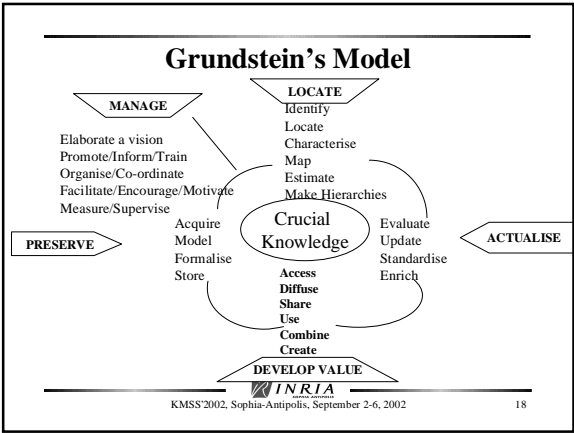 Grundstein's Model
MANAGE
Elaborate a vision
Promote/Inform/Train
Organise/Co-ordinate
Facilitate/Encourage/Motivate
Measure/Supervise
LOCATE
Identify
Locate
Characterise
Map
Estimate
Make Hierarchies
PRESERVE
Acquire
Model
Formalise
Store
Crucial
Knowledge
Evaluate
Update
Standardise
Enrich
ACTUALISE
Access
Diffuse
Share
Use
Combine
Create
DEVELOP VALUE
INRIA
SOPHIA ANTIPOLIS
KMSS'2002, Sophia-Antipolis, September 2-6, 2002
18